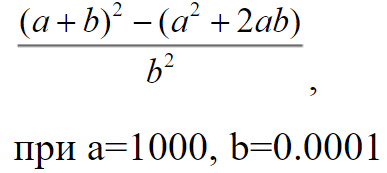 (a + b)² − (a² + 2ab)
b² ,
при a=1000, b=0.0001